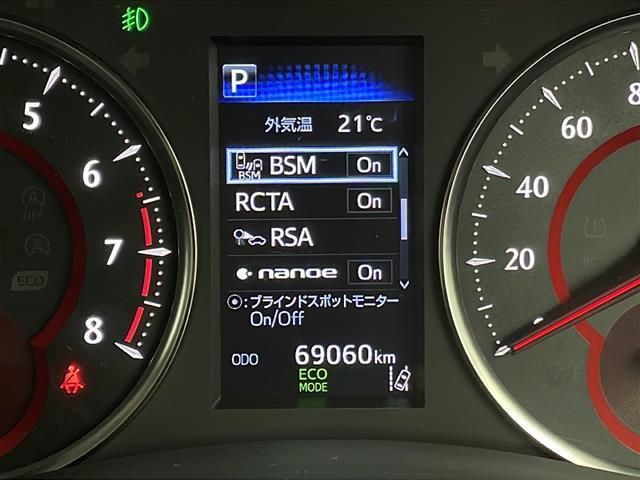 P
外気温 21℃
BSM BSM On
RCTA On
RSA
nanoe On
:ブラインドスポットモニター
On/Off
ODO 69060km
ECO
MODE
5
6
7
8
OFF
ECO
80
60
40
20